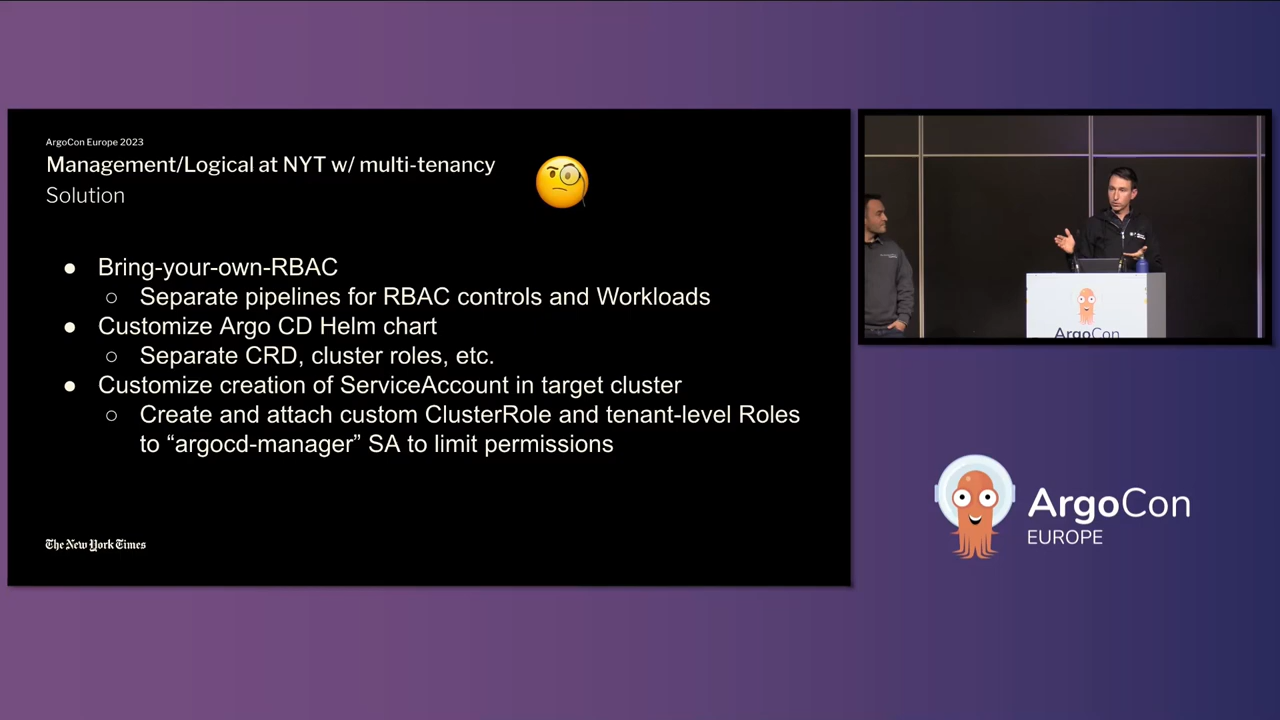 ArgoCon Europe 2023
Management/Logical at NYT w/ multi-tenancy
Solution
● Bring-your-own-RBAC
○ Separate pipelines for RBAC controls and Workloads
● Customize Argo CD Helm chart
○ Separate CRD, cluster roles, etc.
● Customize creation of ServiceAccount in target cluster
○ Create and attach custom ClusterRole and tenant-level Roles
to “argocd-manager” SA to limit permissions
The New York Times
ArgoCon
ArgoCon
EUROPE